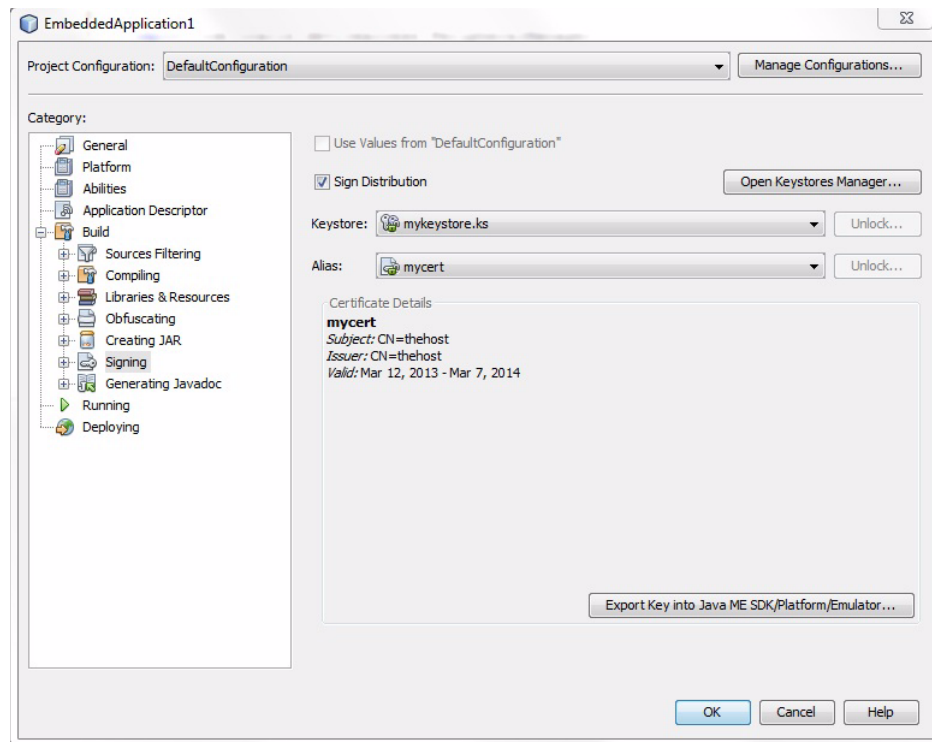 EmbeddedApplication1
Project Configuration: DefaultConfiguration Manage Configurations...
Category:
General
Platform
Abilities
Application Descriptor
Build
Sources Filtering
Compiling
Libraries & Resources
Obfuscating
Creating JAR
Signing
Generating Javadoc
Running
Deploying
Use Values from "DefaultConfiguration"
Sign Distribution Open Keystores Manager...
Keystore: mykeystore.ks Unlock...
Alias: mycert Unlock...
Certificate Details
mycert
Subject: CN=thehost
Issuer: CN=thehost
Valid: Mar 12, 2013 - Mar 7, 2014
Export Key into Java ME SDK/Platform/Emulator...
OK Cancel Help